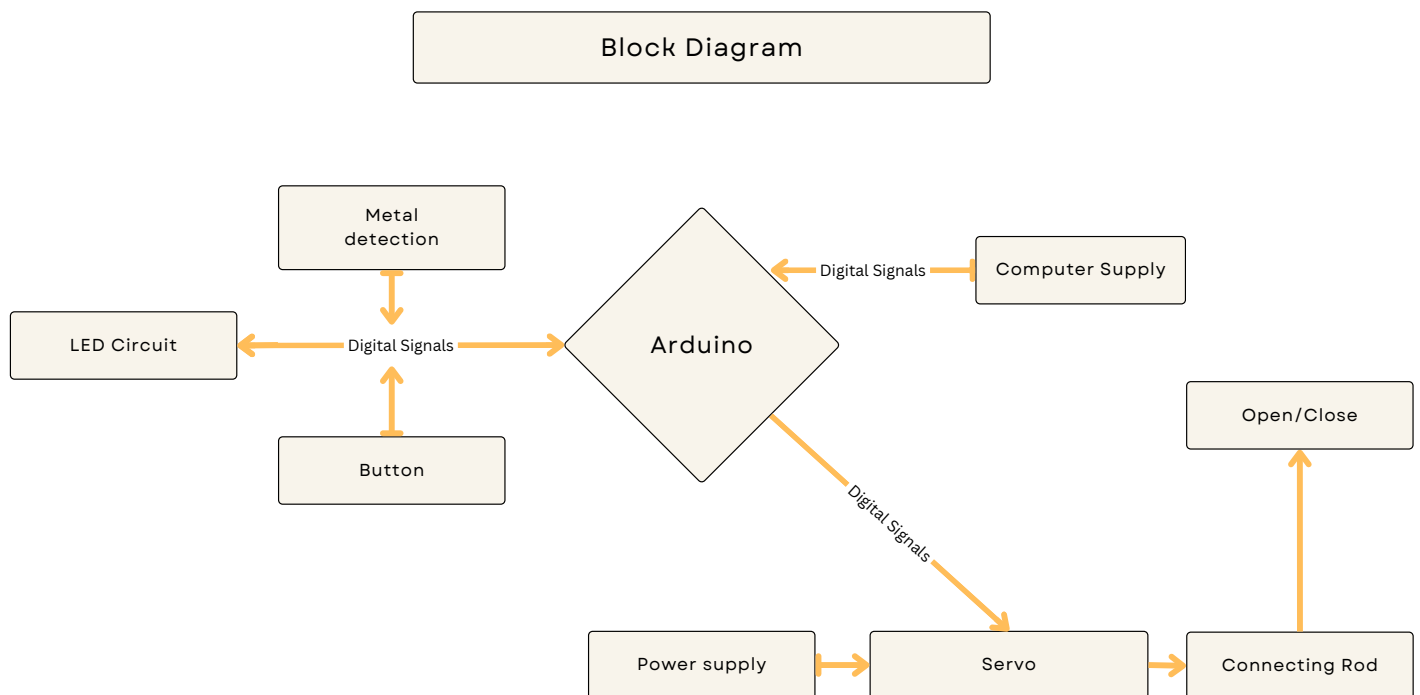 Block Diagram
Metal
detection
Digital Signals
Computer Supply
LED Circuit
Digital Signals
Arduino
Open/Close
Button
Digital Signals
Power supply
Servo
Connecting Rod